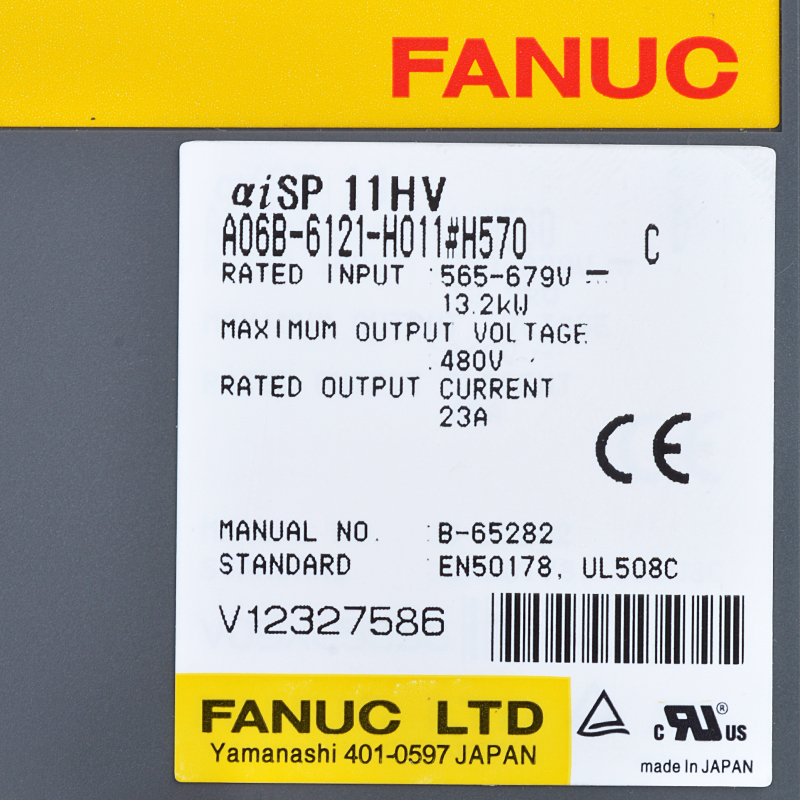 FANUC
αiSP 11HV
A06B-6121-H011#H570 C
RATED INPUT :565-679V ⎓
13.2kW
MAXIMUM OUTPUT VOLTAGE
:480V
RATED OUTPUT CURRENT
23A
CE
MANUAL NO. :B-65282
STANDARD :EN50178, UL508C
V12327586
FANUC LTD
Yamanashi 401-0597 JAPAN
c RU® US
made In JAPAN